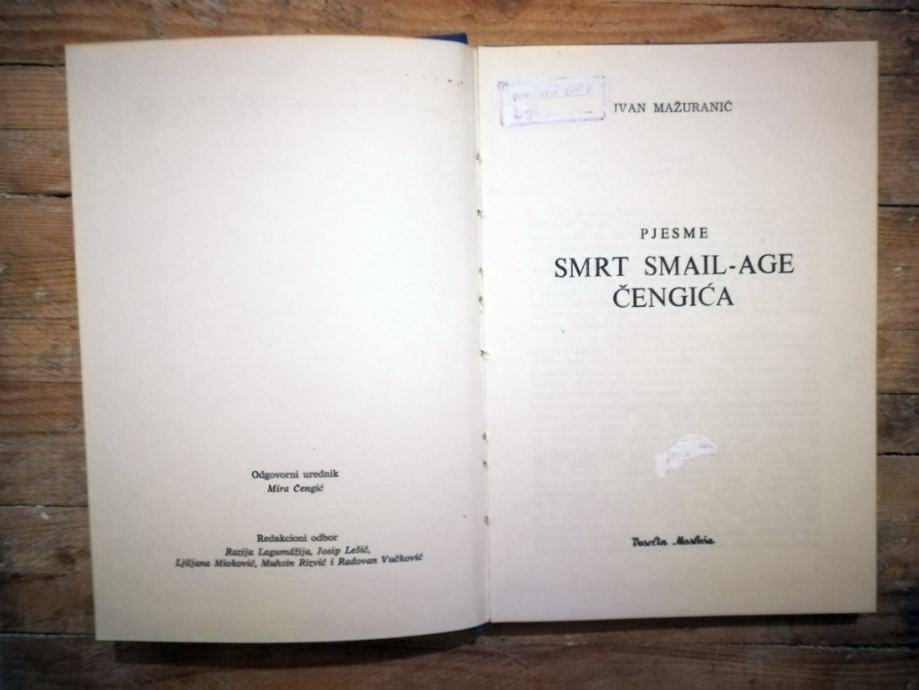 Odgovorni urednik
Mira Čengić
Redakcioni odbor
Razija Lagumdžija, Josip Lešić,
Ljiljana Mioković, Muhsin Rizvić i Radovan Vučković
IVAN MAŽURANIĆ
PJESME
SMRT SMAIL-AGE
ČENGIĆA
Veselin Masleša